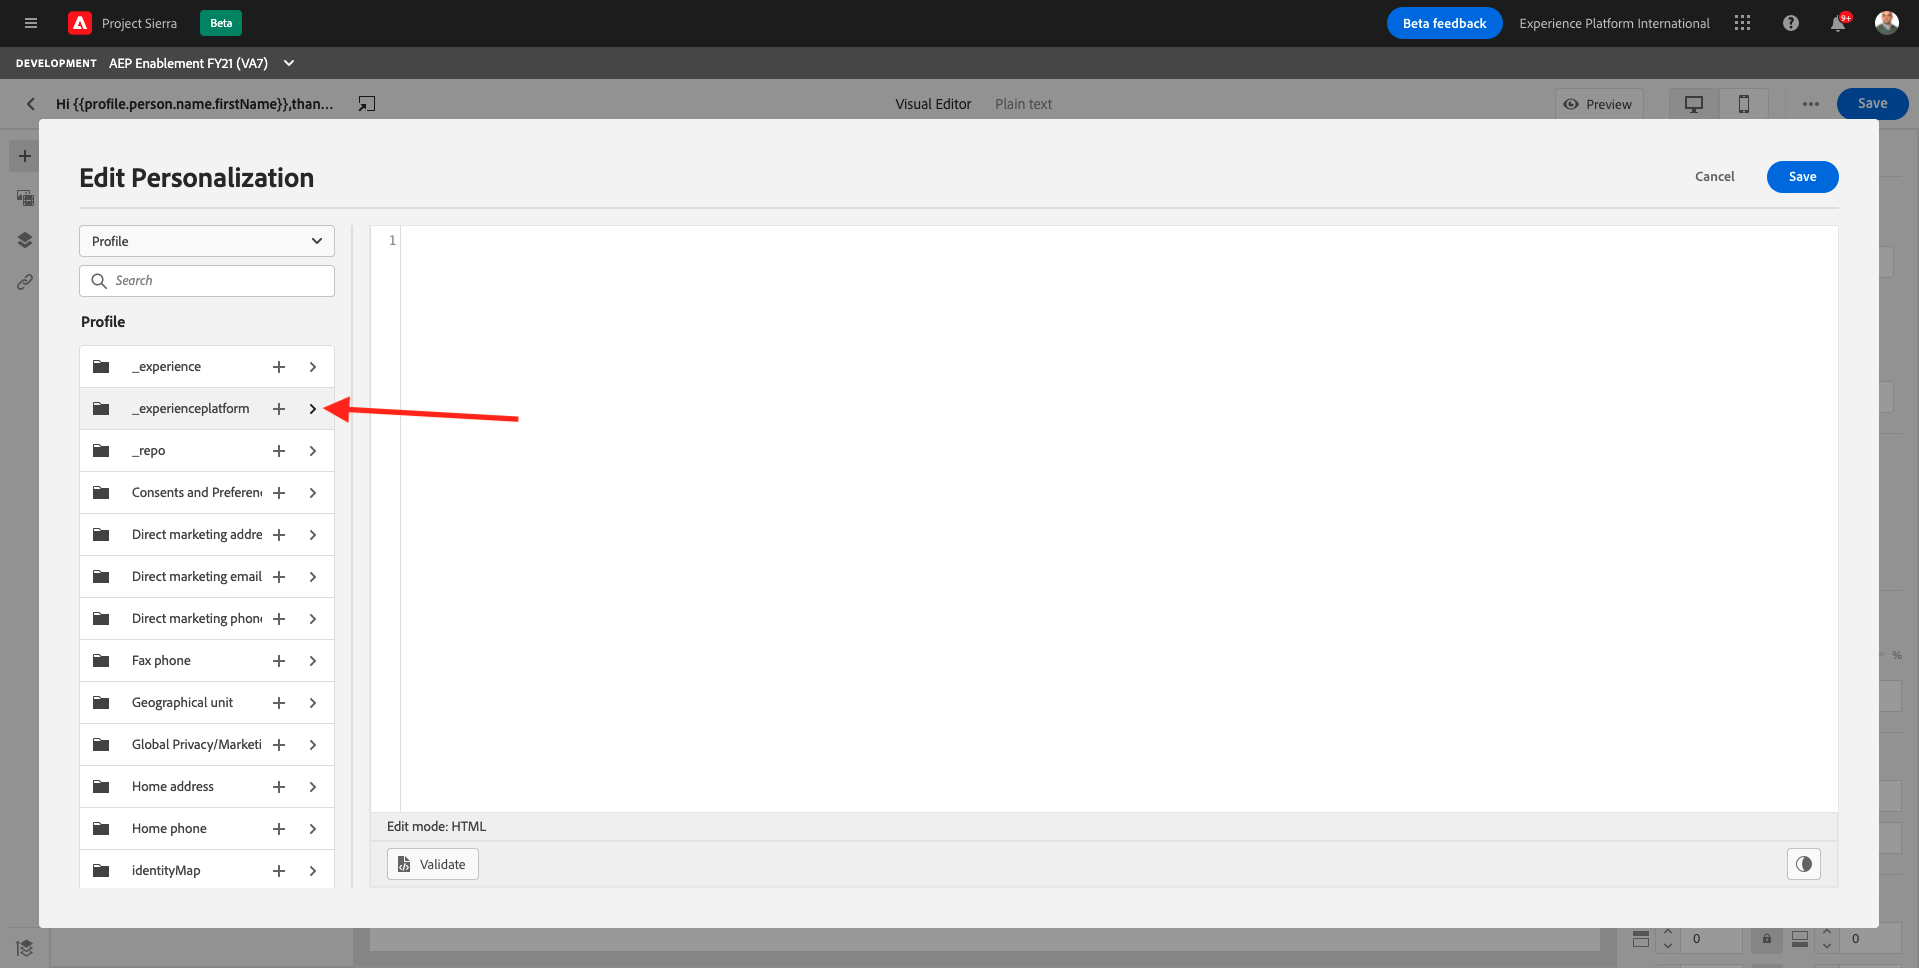 Project Sierra
Beta
Beta feedback
Experience Platform International
9+
DEVELOPMENT
AEP Enablement FY21 (VA7)
Hi {{profile.person.name.firstName}},than...
Visual Editor
Plain text
Preview
Save
Edit Personalization
Cancel
Save
Profile
Search
Profile
_experience
_experienceplatform
_repo
Consents and Preferen
Direct marketing addre
Direct marketing email
Direct marketing phon
Fax phone
Geographical unit
Global Privacy/Marketi
Home address
Home phone
identityMap
1
Edit mode: HTML
Validate
%
0
0